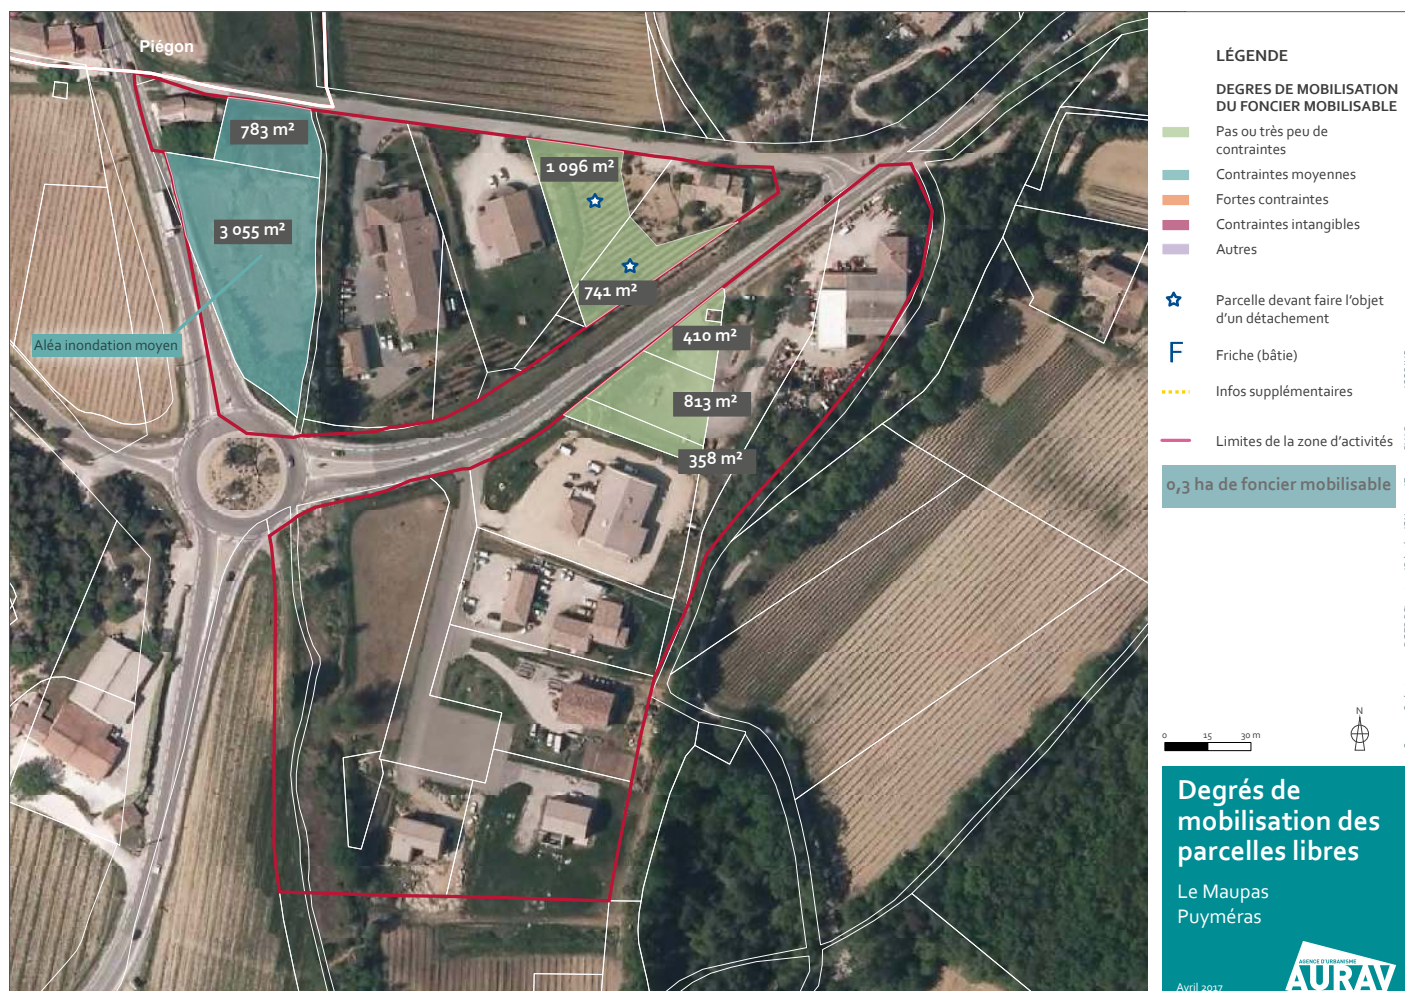 Piégon
783 m²
3 055 m²
Aléa inondation moyen
1 096 m²
741 m²
410 m²
813 m²
358 m²
LÉGENDE
DEGRES DE MOBILISATION
DU FONCIER MOBILISABLE
Pas ou très peu de
contraintes
Contraintes moyennes
Fortes contraintes
Contraintes intangibles
Autres
Parcelle devant faire l'objet
d'un détachement
F
Friche (bâtie)
Infos supplémentaires
Limites de la zone d'activités
0,3 ha de foncier mobilisable
N
0 15 30 m
Degrés de
mobilisation des
parcelles libres
Le Maupas
Puyméras
Avril 2017
AGENCE D'URBANISME
AURAV